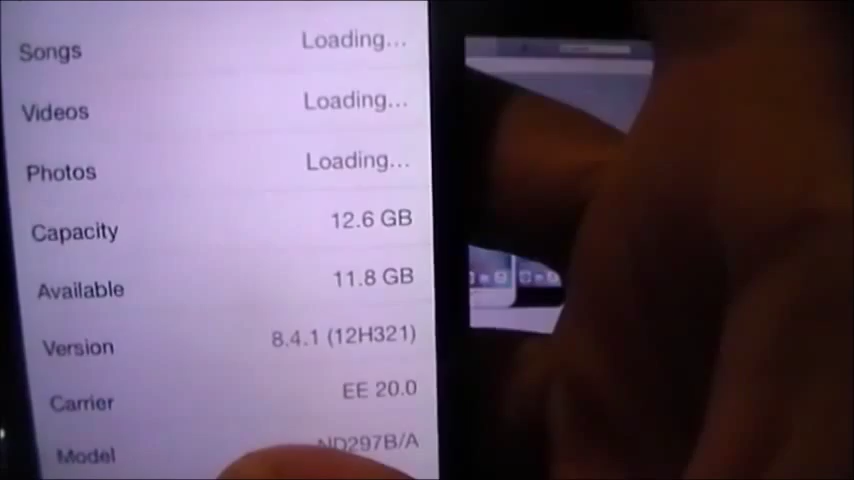 Songs Loading...
Videos Loading...
Photos Loading...
Capacity 12.6 GB
Available 11.8 GB
Version 8.4.1 (12H321)
Carrier EE 20.0
Model ND297B/A